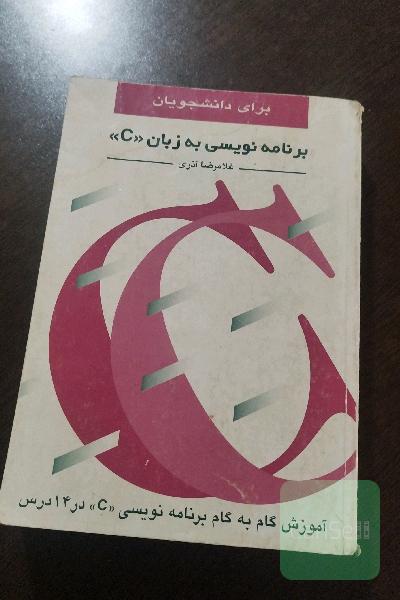 برای دانشجویان
برنامه نویسی به زبان «C»
غلامرضا آذری
آموزش گام به گام برنامه نویسی «C» در ۱۴ درس